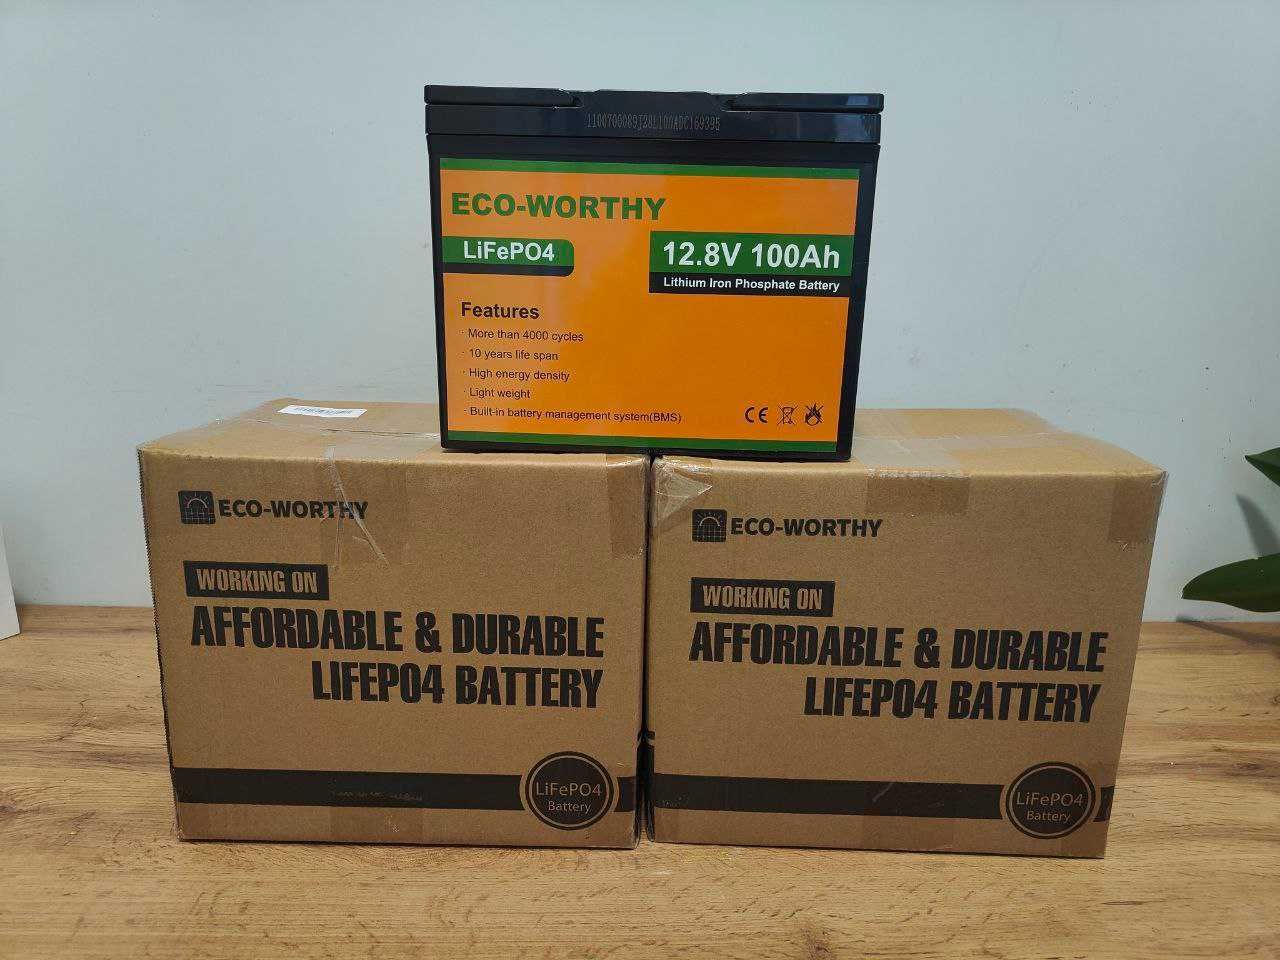 1100700089J20L100ADC169395
ECO-WORTHY
LiFePO4
12.8V 100Ah
Lithium Iron Phosphate Battery
Features
· More than 4000 cycles
· 10 years life span
· High energy density
· Light weight
· Built-in battery management system(BMS)
CE
ECO-WORTHY
WORKING ON
AFFORDABLE & DURABLE
LIFEPO4 BATTERY
LiFePO4
Battery
ECO-WORTHY
WORKING ON
AFFORDABLE & DURABLE
LIFEPO4 BATTERY
LiFePO4
Battery